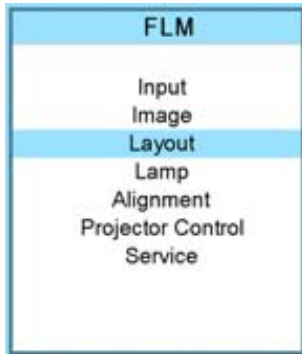 FLM
Input
Image
Layout
Lamp
Alignment
Projector Control
Service